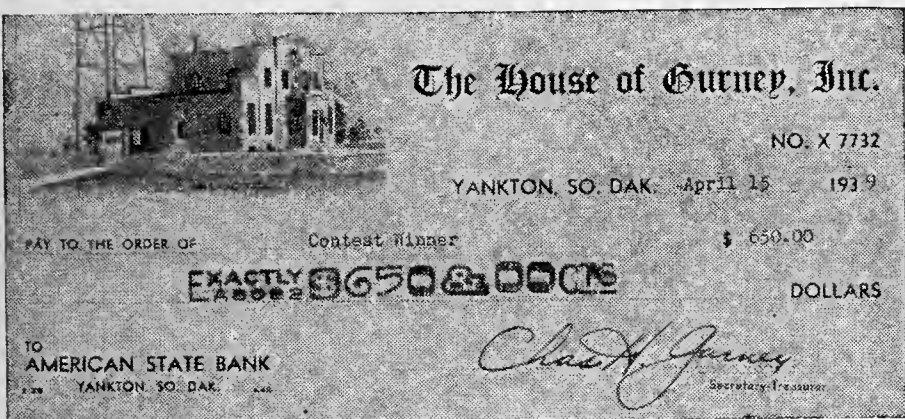 The House of Gurney, Inc.
NO. X 7732
YANKTON, SO. DAK. April 15 1939
PAY TO THE ORDER OF Contest Winner $ 650.00
EXACTLY $650 & 00 CTS
DOLLARS
TO
AMERICAN STATE BANK
YANKTON, SO. DAK.
Chas H. Gurney
Secretary-Treasurer